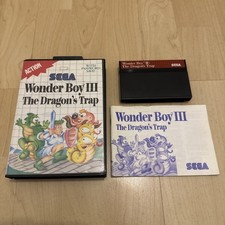 ACTION
SEGA
Wonder Boy III
The Dragon's Trap
Wonder Boy III
The Dragon's Trap
SEGA
Wonder Boy III
The Dragon's Trap
SEGA